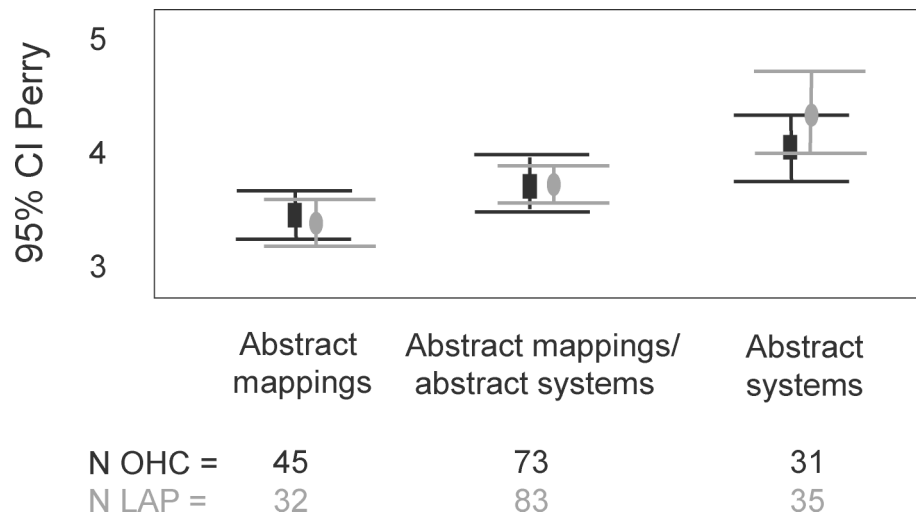 95% CI Perry
5
4
3
Abstract mappings
Abstract mappings/ abstract systems
Abstract systems
N OHC = 45 73 31
N LAP = 32 83 35